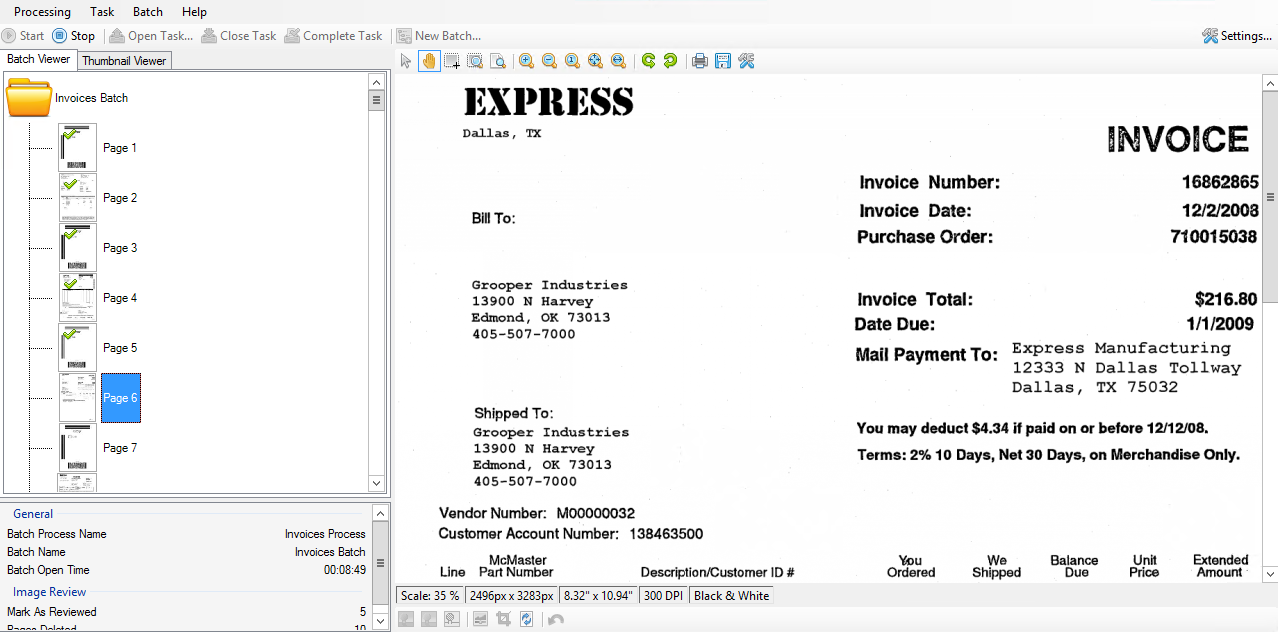 Processing Task Batch Help
Start Stop Open Task... Close Task Complete Task New Batch... Settings...
Batch Viewer Thumbnail Viewer
Invoices Batch
Page 1
Page 2
Page 3
Page 4
Page 5
Page 6
Page 7
General
Batch Process Name Invoices Process
Batch Name Invoices Batch
Batch Open Time 00:08:49
Image Review
Mark As Reviewed 5
Pages Deleted 10
EXPRESS
Dallas, TX
INVOICE
Invoice Number: 16862865
Invoice Date: 12/2/2008
Purchase Order: 710015038
Bill To:
Grooper Industries
13900 N Harvey
Edmond, OK 73013
405-507-7000
Invoice Total: $216.80
Date Due: 1/1/2009
Mail Payment To: Express Manufacturing
12333 N Dallas Tollway
Dallas, TX 75032
Shipped To:
Grooper Industries
13900 N Harvey
Edmond, OK 73013
405-507-7000
You may deduct $4.34 if paid on or before 12/12/08.
Terms: 2% 10 Days, Net 30 Days, on Merchandise Only.
Vendor Number: M00000032
Customer Account Number: 138463500
McMaster You We Balance Unit Extended
Line Part Number Description/Customer ID # Ordered Shipped Due Price Amount
Scale: 35 % 2496px x 3283px 8.32" x 10.94" 300 DPI Black & White